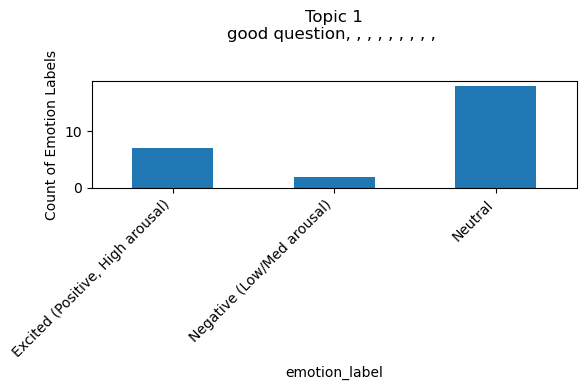 Topic 1
good question, , , , , , , , ,
Count of Emotion Labels
10
0
Excited (Positive, High arousal)
Negative (Low/Med arousal)
Neutral
emotion_label